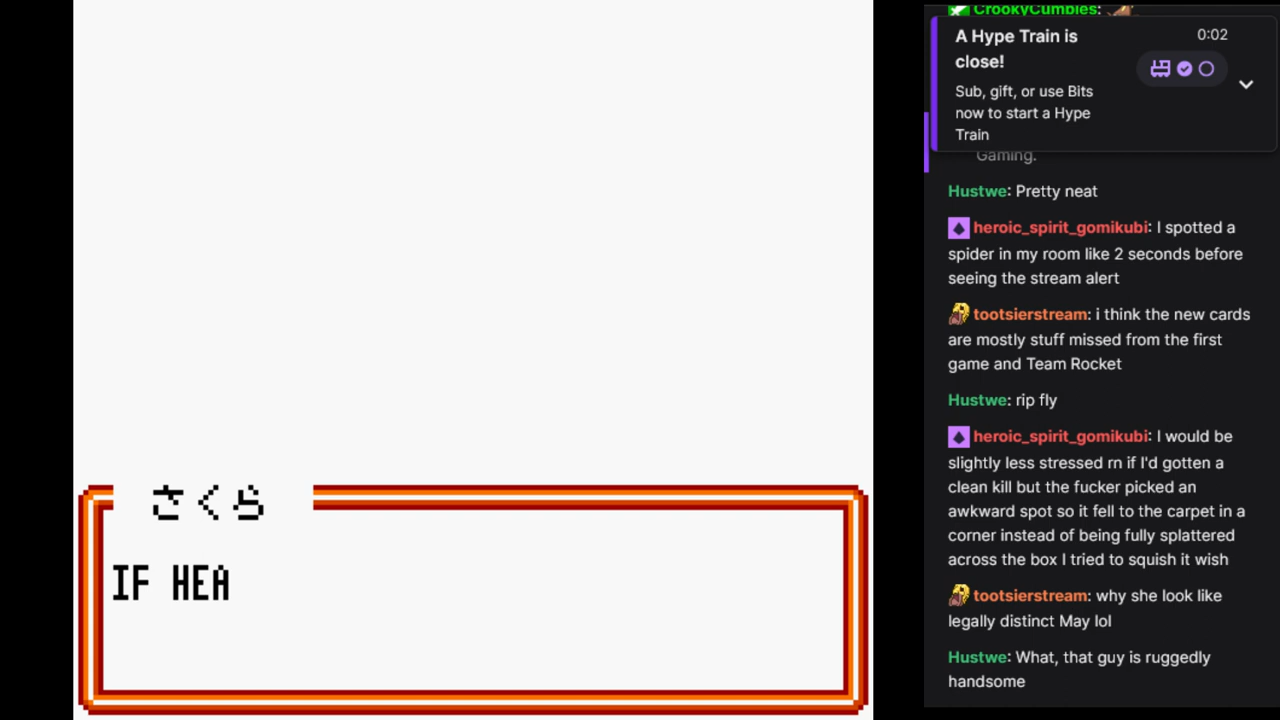 さくら
IF HEA
CrookyCumbles:
A Hype Train is
close!
0:02
Sub, gift, or use Bits
now to start a Hype
Train
Gaming.
Hustwe: Pretty neat
heroic_spirit_gomikubi: I spotted a
spider in my room like 2 seconds before
seeing the stream alert
tootsierstream: i think the new cards
are mostly stuff missed from the first
game and Team Rocket
Hustwe: rip fly
heroic_spirit_gomikubi: I would be
slightly less stressed rn if I'd gotten a
clean kill but the fucker picked an
awkward spot so it fell to the carpet in a
corner instead of being fully splattered
across the box I tried to squish it wish
tootsierstream: why she look like
legally distinct May lol
Hustwe: What, that guy is ruggedly
handsome